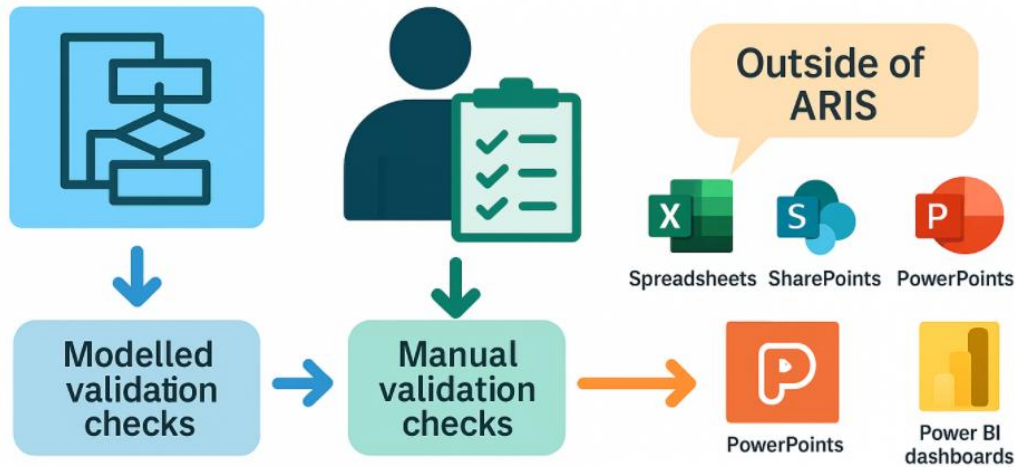 Outside of
ARIS
X
S
P
Spreadsheets
SharePoints
PowerPoints
Modelled
validation
checks
Manual
validation
checks
P
PowerPoints
Power BI
dashboards